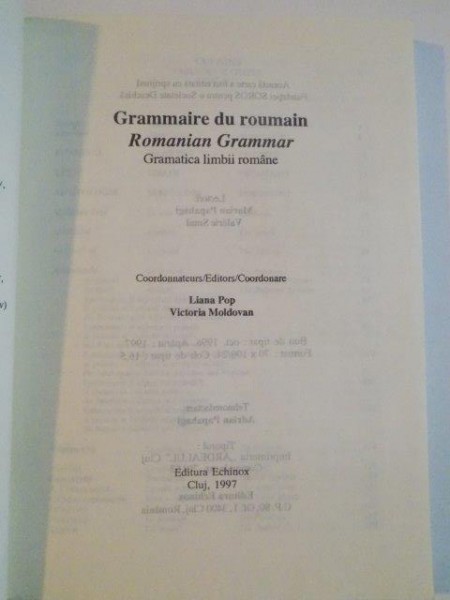 Grammaire du roumain
Romanian Grammar
Gramatica limbii române
Coordonnateurs/Editors/Coordonare
Liana Pop
Victoria Moldovan
Editura Echinox
Cluj, 1997